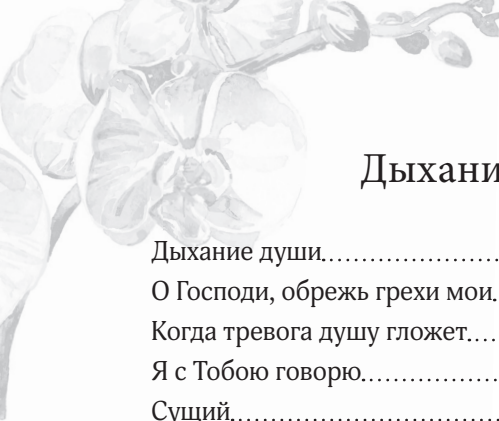 Дыхани
Дыхание души..................
О Господи, обрежь грехи мои.
Когда тревога душу гложет....
Я с Тобою говорю..............
Сущий............................